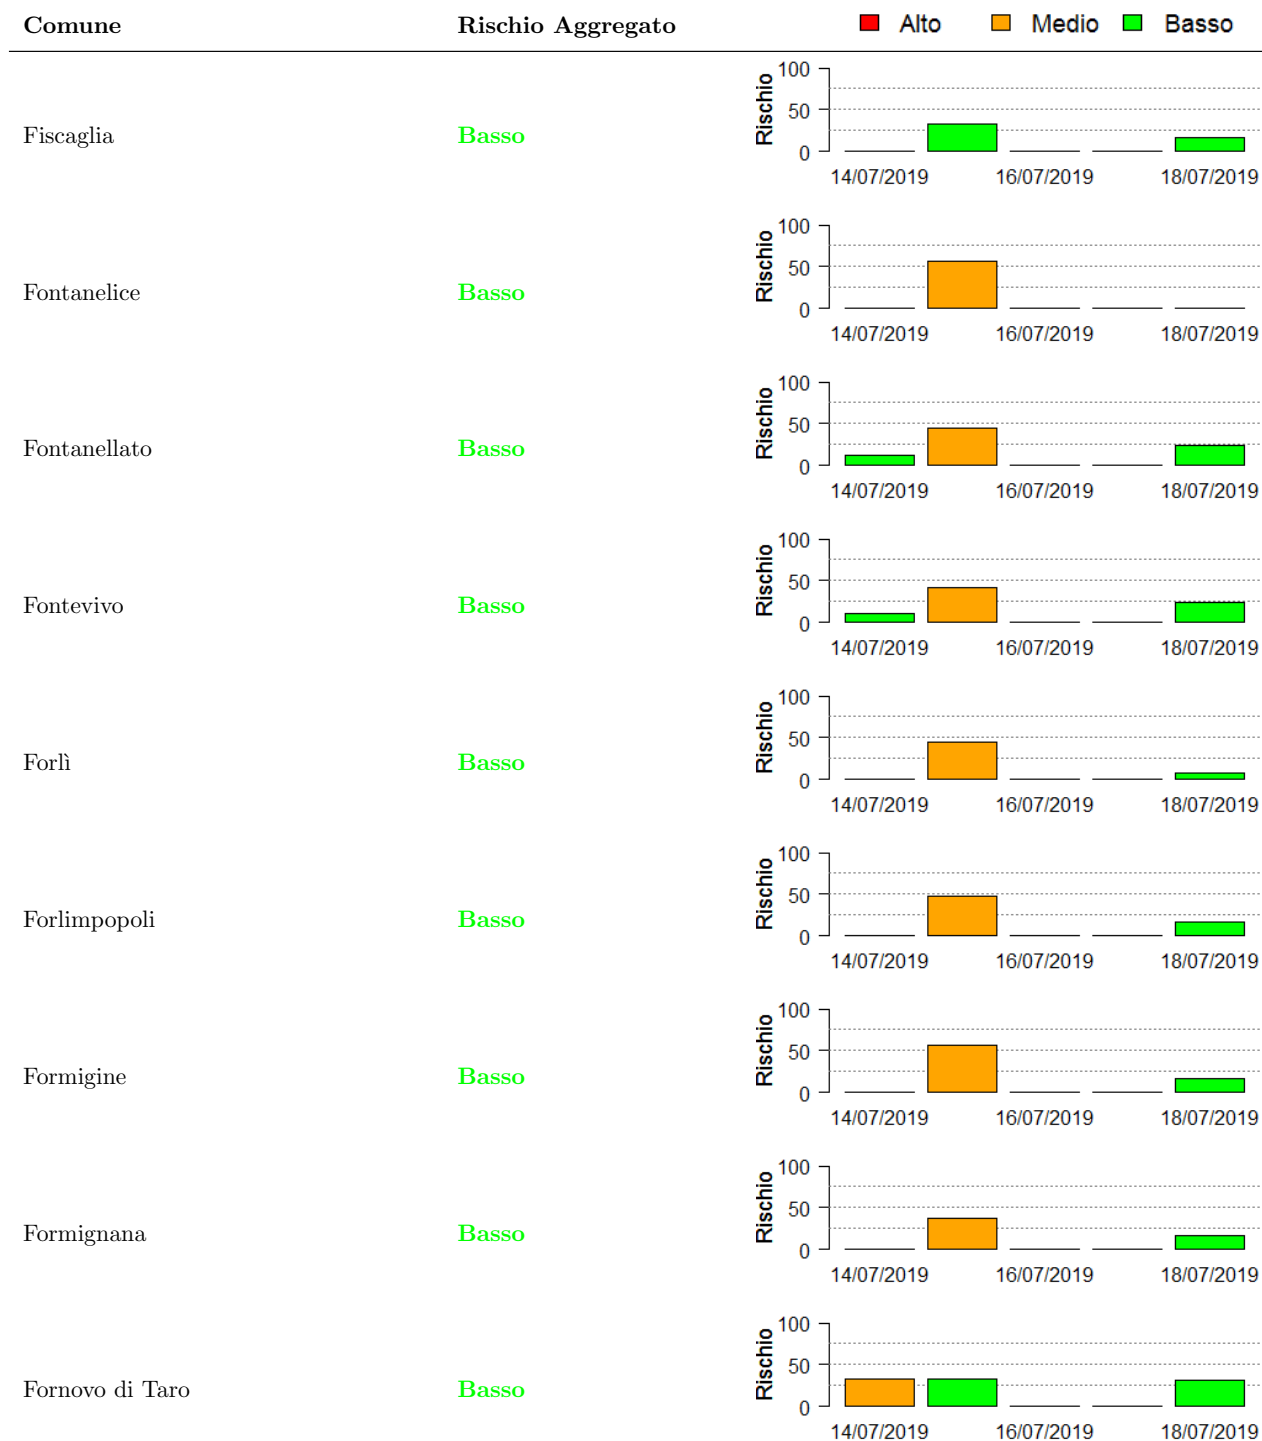 Comune Rischio Aggregato Alto Medio Basso
Fiscaglia Basso
Rischio
100
50
0
14/07/2019 16/07/2019 18/07/2019
Fontanelice Basso
Rischio
100
50
0
14/07/2019 16/07/2019 18/07/2019
Fontanellato Basso
Rischio
100
50
0
14/07/2019 16/07/2019 18/07/2019
Fontevivo Basso
Rischio
100
50
0
14/07/2019 16/07/2019 18/07/2019
Forlì Basso
Rischio
100
50
0
14/07/2019 16/07/2019 18/07/2019
Forlimpopoli Basso
Rischio
100
50
0
14/07/2019 16/07/2019 18/07/2019
Formigine Basso
Rischio
100
50
0
14/07/2019 16/07/2019 18/07/2019
Formignana Basso
Rischio
100
50
0
14/07/2019 16/07/2019 18/07/2019
Fornovo di Taro Basso
Rischio
100
50
0
14/07/2019 16/07/2019 18/07/2019